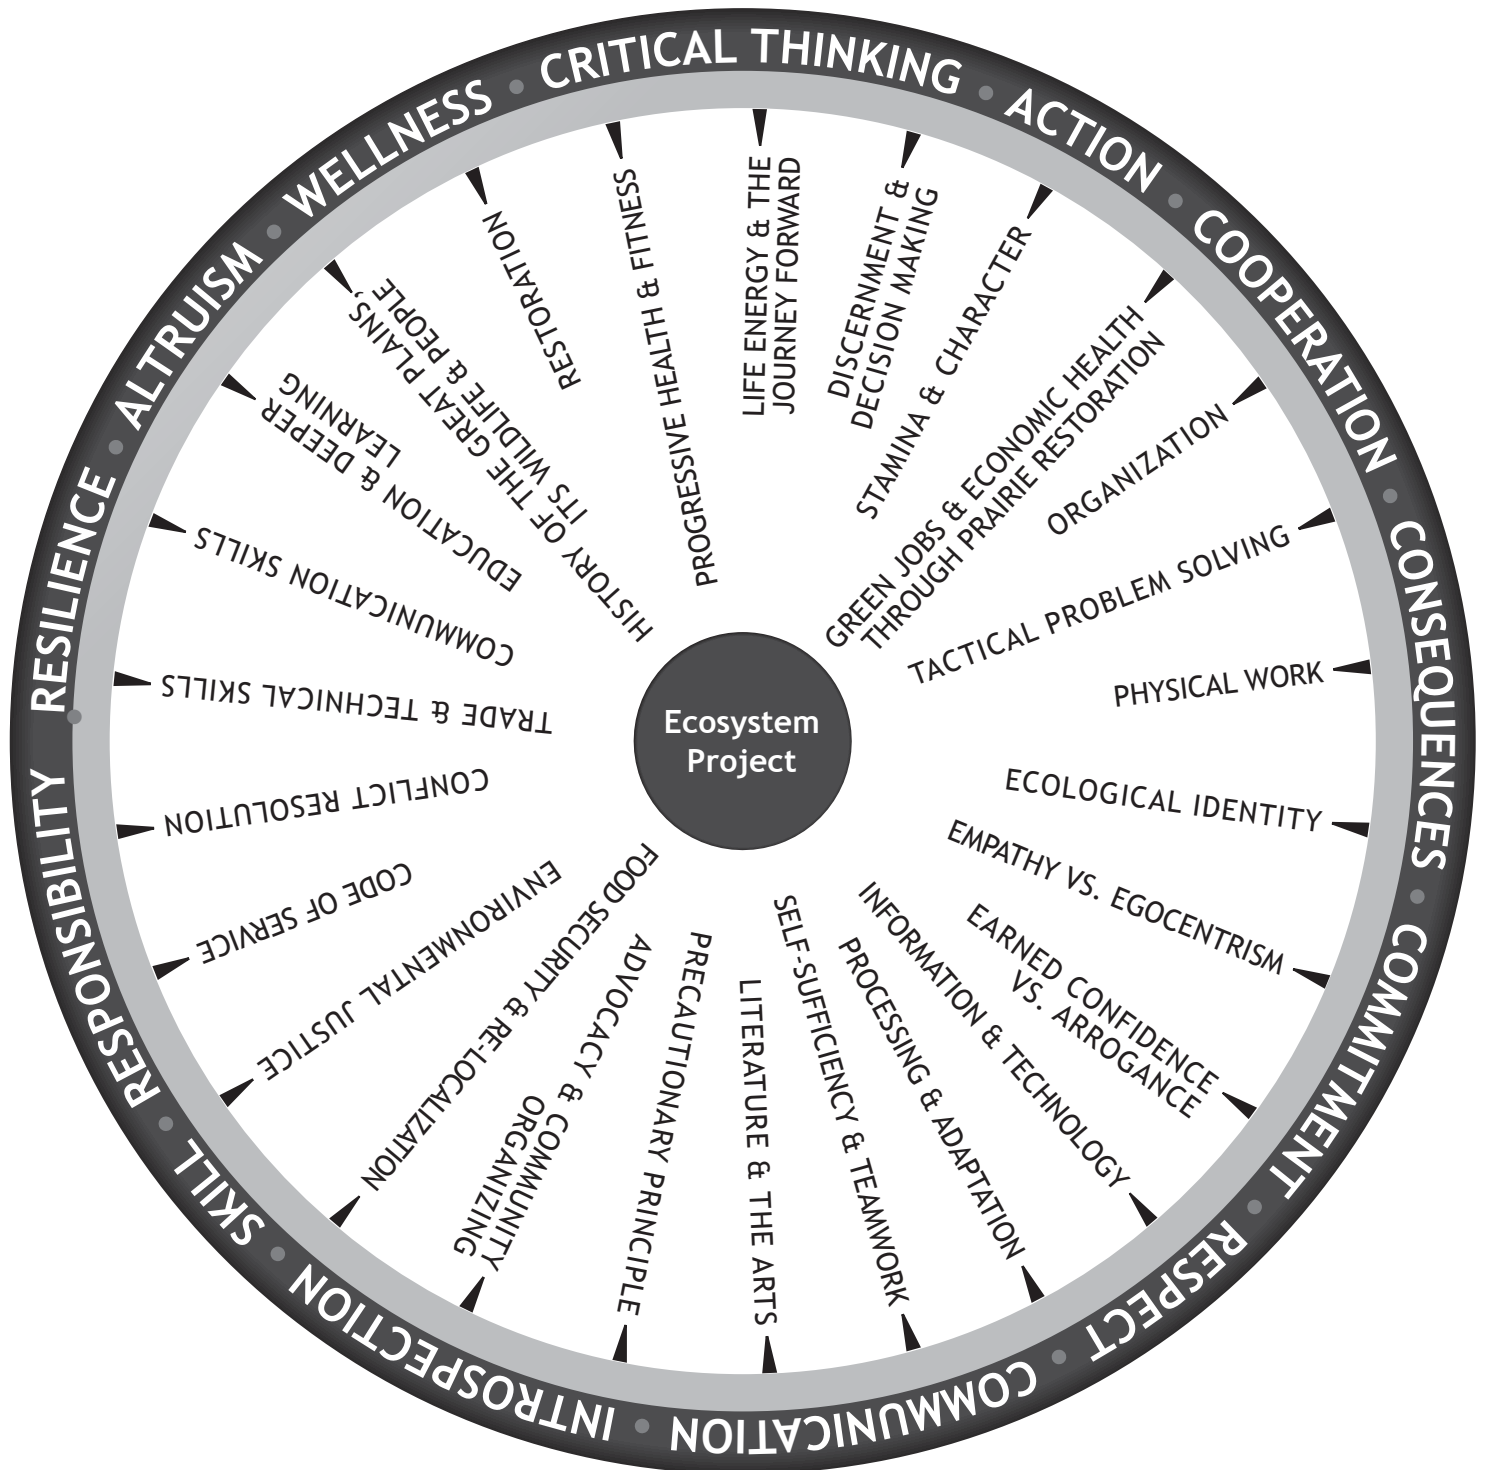 CRITICAL THINKING • ACTION • COOPERATION • CONSEQUENCES • COMMITMENT • RESPECT • COMMUNICATION • INTROSPECTION • SKILL • RESPONSIBILITY • RESILIENCE • ALTRUISM • WELLNESS •
LIFE ENERGY & THE
JOURNEY FORWARD
DISCERNMENT &
DECISION MAKING
STAMINA & CHARACTER
GREEN JOBS & ECONOMIC HEALTH
THROUGH PRAIRIE RESTORATION
ORGANIZATION
TACTICAL PROBLEM SOLVING
PHYSICAL WORK
ECOLOGICAL IDENTITY
EMPATHY VS. EGOCENTRISM
EARNED CONFIDENCE
VS. ARROGANCE
INFORMATION & TECHNOLOGY
PROCESSING & ADAPTATION
SELF-SUFFICIENCY & TEAMWORK
LITERATURE & THE ARTS
PRECAUTIONARY PRINCIPLE
ADVOCACY & COMMUNITY
ORGANIZING
FOOD SECURITY & RE-LOCALIZATION
ENVIRONMENTAL JUSTICE
CODE OF SERVICE
CONFLICT RESOLUTION
TRADE & TECHNICAL SKILLS
COMMUNICATION SKILLS
EDUCATION & DEEPER
LEARNING
HISTORY OF THE GREAT PLAINS,
ITS WILDLIFE & PEOPLE
RESTORATION
PROGRESSIVE HEALTH & FITNESS
Ecosystem
Project